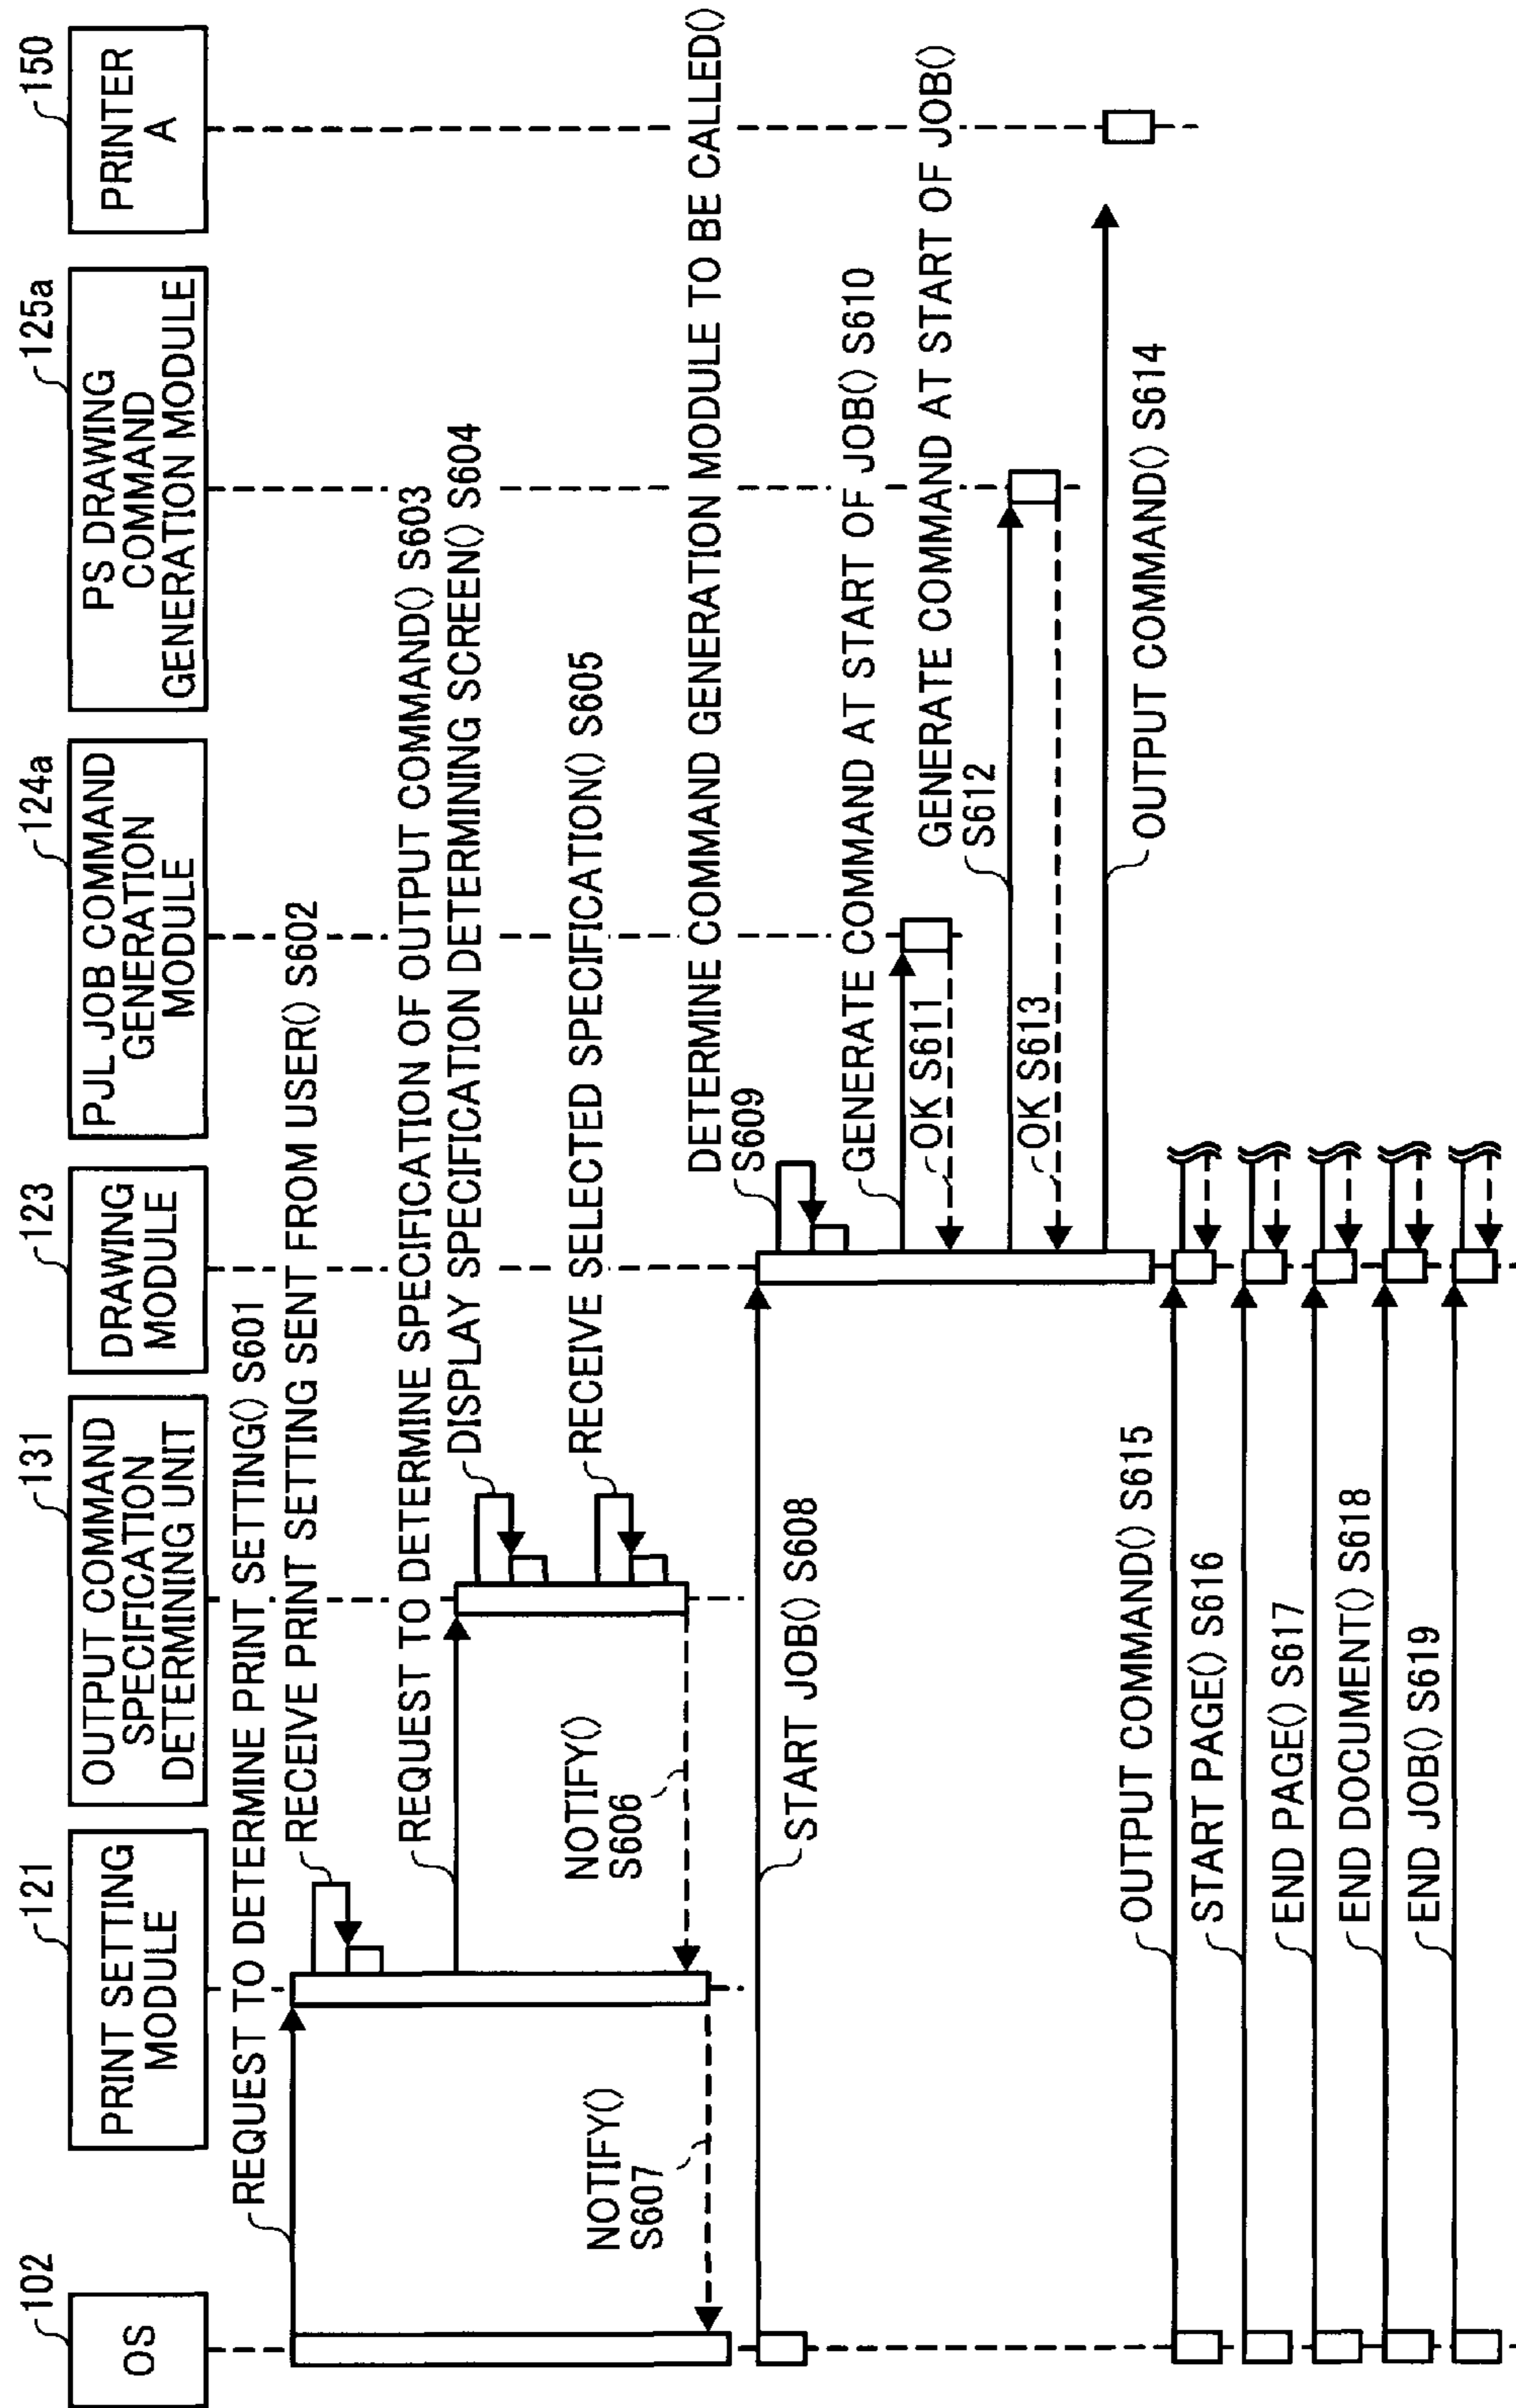 102
OS
121
PRINT SETTING
MODULE
131
OUTPUT COMMAND
SPECIFICATION
DETERMINING UNIT
123
DRAWING
MODULE
124a
PJL JOB COMMAND
GENERATION
MODULE
125a
PS DRAWING
COMMAND
GENERATION MODULE
150
PRINTER
A
REQUEST TO DETERMINE PRINT SETTING() S601
RECEIVE PRINT SETTING SENT FROM USER() S602
REQUEST TO DETERMINE SPECIFICATION OF OUTPUT COMMAND() S603
DISPLAY SPECIFICATION DETERMINING SCREEN() S604
RECEIVE SELECTED SPECIFICATION() S605
NOTIFY()
S606
NOTIFY()
S607
START JOB() S608
DETERMINE COMMAND GENERATION MODULE TO BE CALLED()
S609
GENERATE COMMAND AT START OF JOB() S610
OK S611
GENERATE COMMAND AT START OF JOB()
S612
OK S613
OUTPUT COMMAND() S614
OUTPUT COMMAND() S615
START PAGE() S616
END PAGE() S617
END DOCUMENT() S618
END JOB() S619